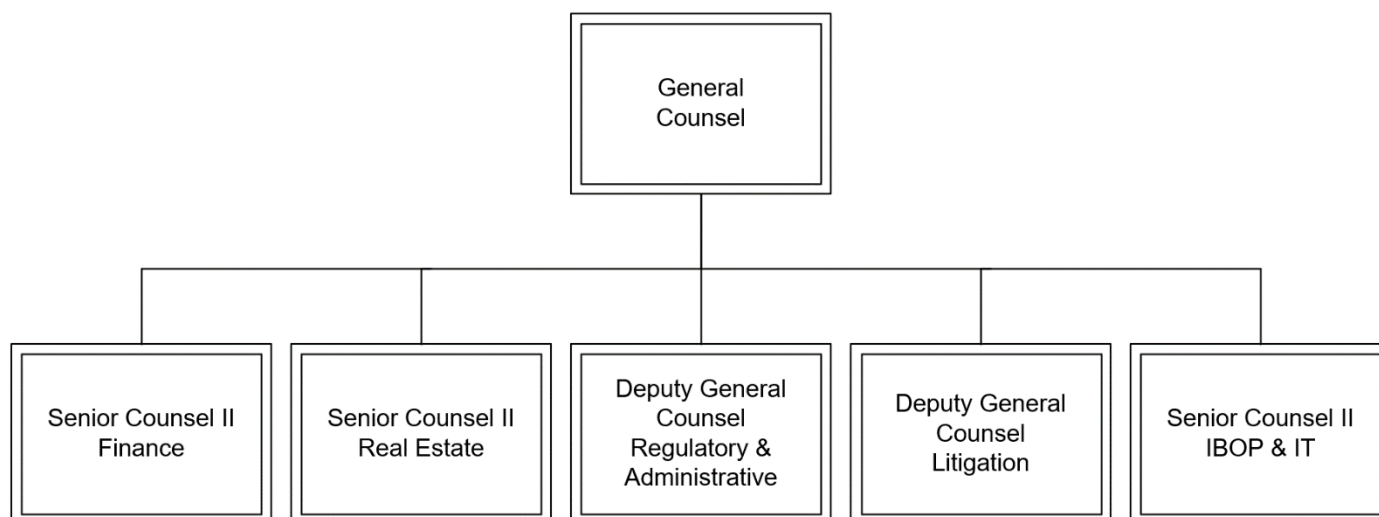 General
Counsel
Senior Counsel II
Finance
Senior Counsel II
Real Estate
Deputy General
Counsel
Regulatory &
Administrative
Deputy General
Counsel
Litigation
Senior Counsel II
IBOP & IT